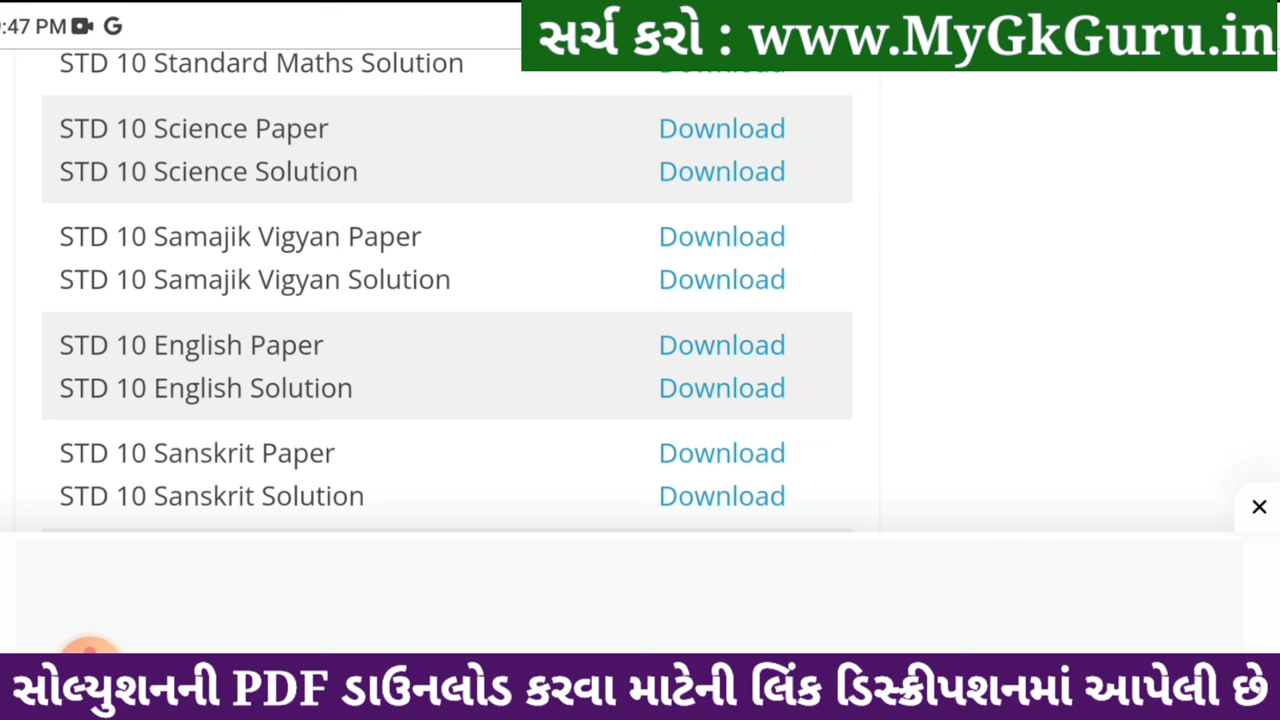 :47 PM G
સર્ચ કરો : www.MyGkGuru.in
STD 10 Standard Maths Solution Download
STD 10 Science Paper Download
STD 10 Science Solution Download
STD 10 Samajik Vigyan Paper Download
STD 10 Samajik Vigyan Solution Download
STD 10 English Paper Download
STD 10 English Solution Download
STD 10 Sanskrit Paper Download
STD 10 Sanskrit Solution Download
સોલ્યુશનની PDF ડાઉનલોડ કરવા માટેની લિંક ડિસ્ક્રીપશનમાં આપેલી છે